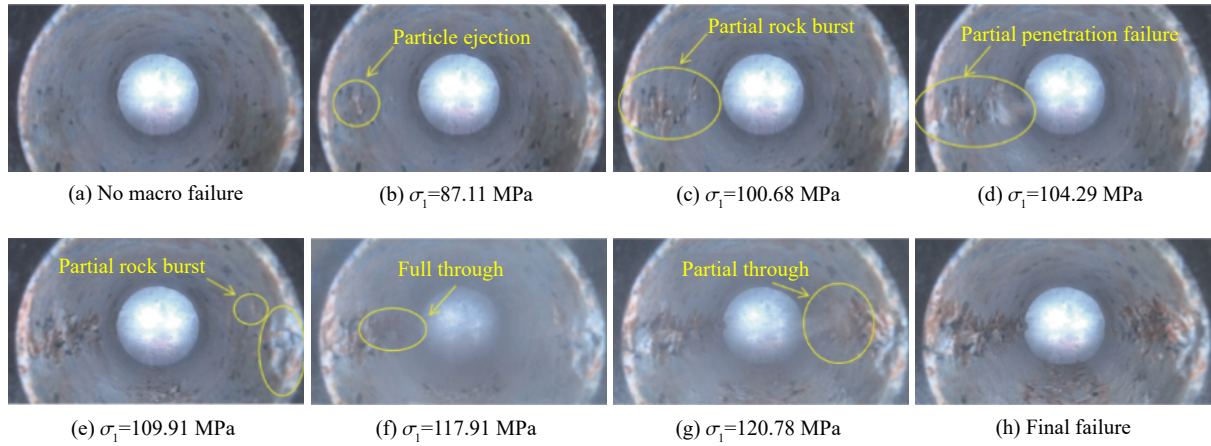 Particle ejection
Partial rock burst
Partial penetration failure
(a) No macro failure
(b) σ₁=87.11 MPa
(c) σ₁=100.68 MPa
(d) σ₁=104.29 MPa
Partial rock burst
Full through
Partial through
(e) σ₁=109.91 MPa
(f) σ₁=117.91 MPa
(g) σ₁=120.78 MPa
(h) Final failure